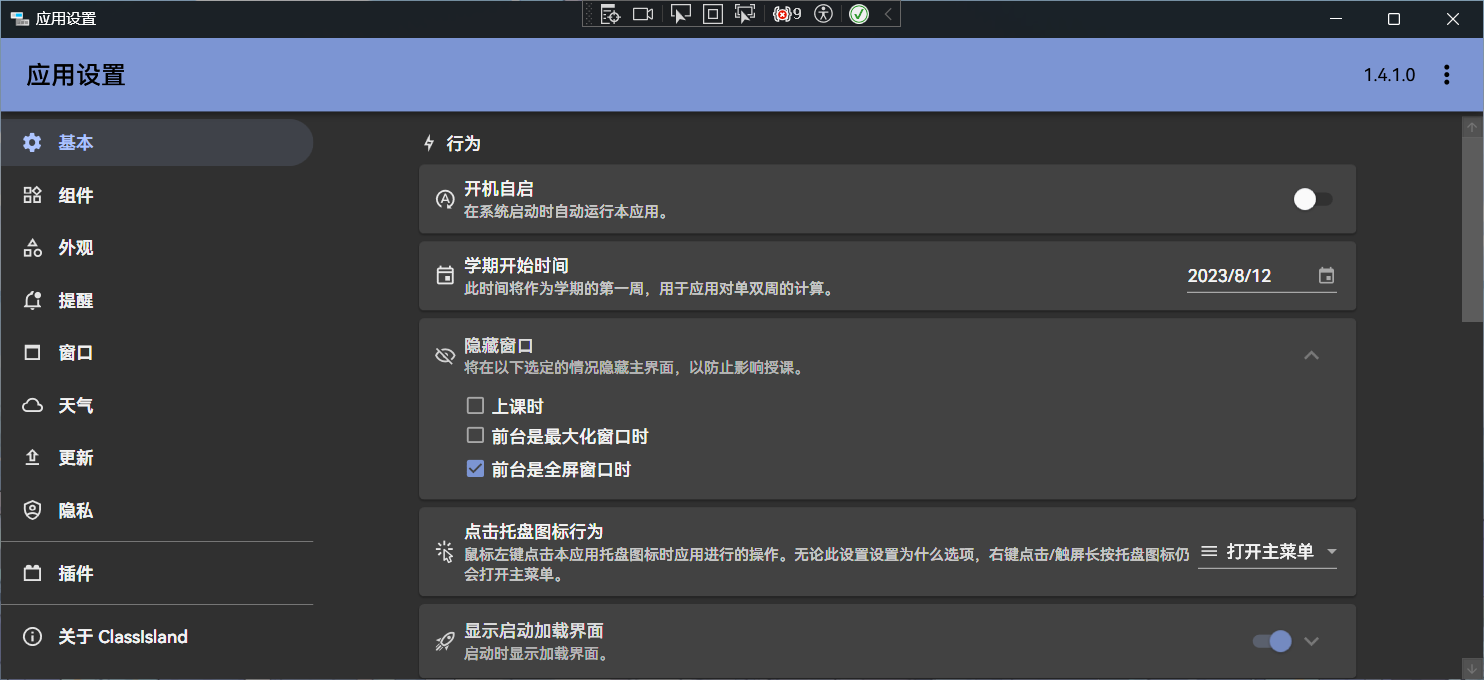 应用设置
9
应用设置
1.4.1.0
基本
组件
外观
提醒
窗口
天气
更新
隐私
插件
关于 ClassIsland
行为
开机自启
在系统启动时自动运行本应用。
学期开始时间
此时间将作为学期的第一周，用于应用对单双周的计算。
2023/8/12
隐藏窗口
将在以下选定的情况隐藏主界面，以防止影响授课。
上课时
前台是最大化窗口时
前台是全屏窗口时
点击托盘图标行为
鼠标左键点击本应用托盘图标时应用进行的操作。无论此设置设置为什么选项，右键点击/触屏长按托盘图标仍
会打开主菜单。
打开主菜单
显示启动加载界面
启动时显示加载界面。